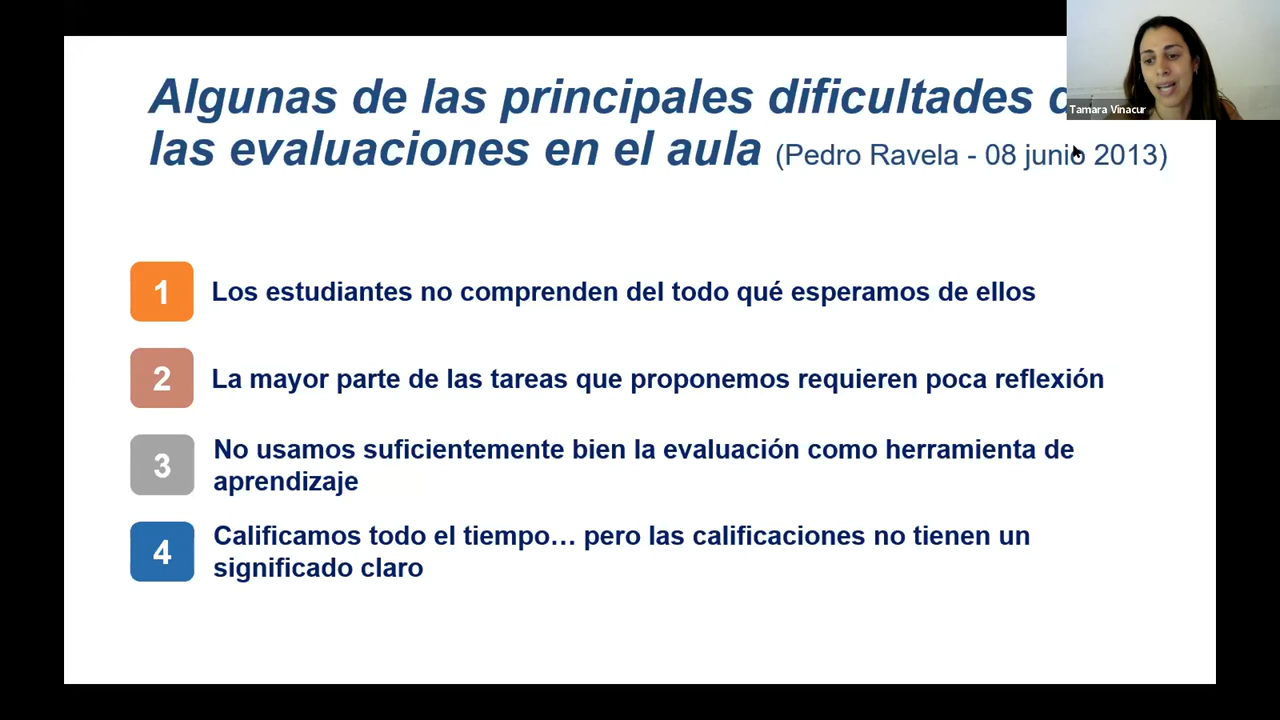 Algunas de las principales dificultades
las evaluaciones en el aula (Pedro Ravela - 08 junio 2013)
Tamara Vinacur
1 Los estudiantes no comprenden del todo qué esperamos de ellos
2 La mayor parte de las tareas que proponemos requieren poca reflexión
3 No usamos suficientemente bien la evaluación como herramienta de
aprendizaje
4 Calificamos todo el tiempo… pero las calificaciones no tienen un
significado claro